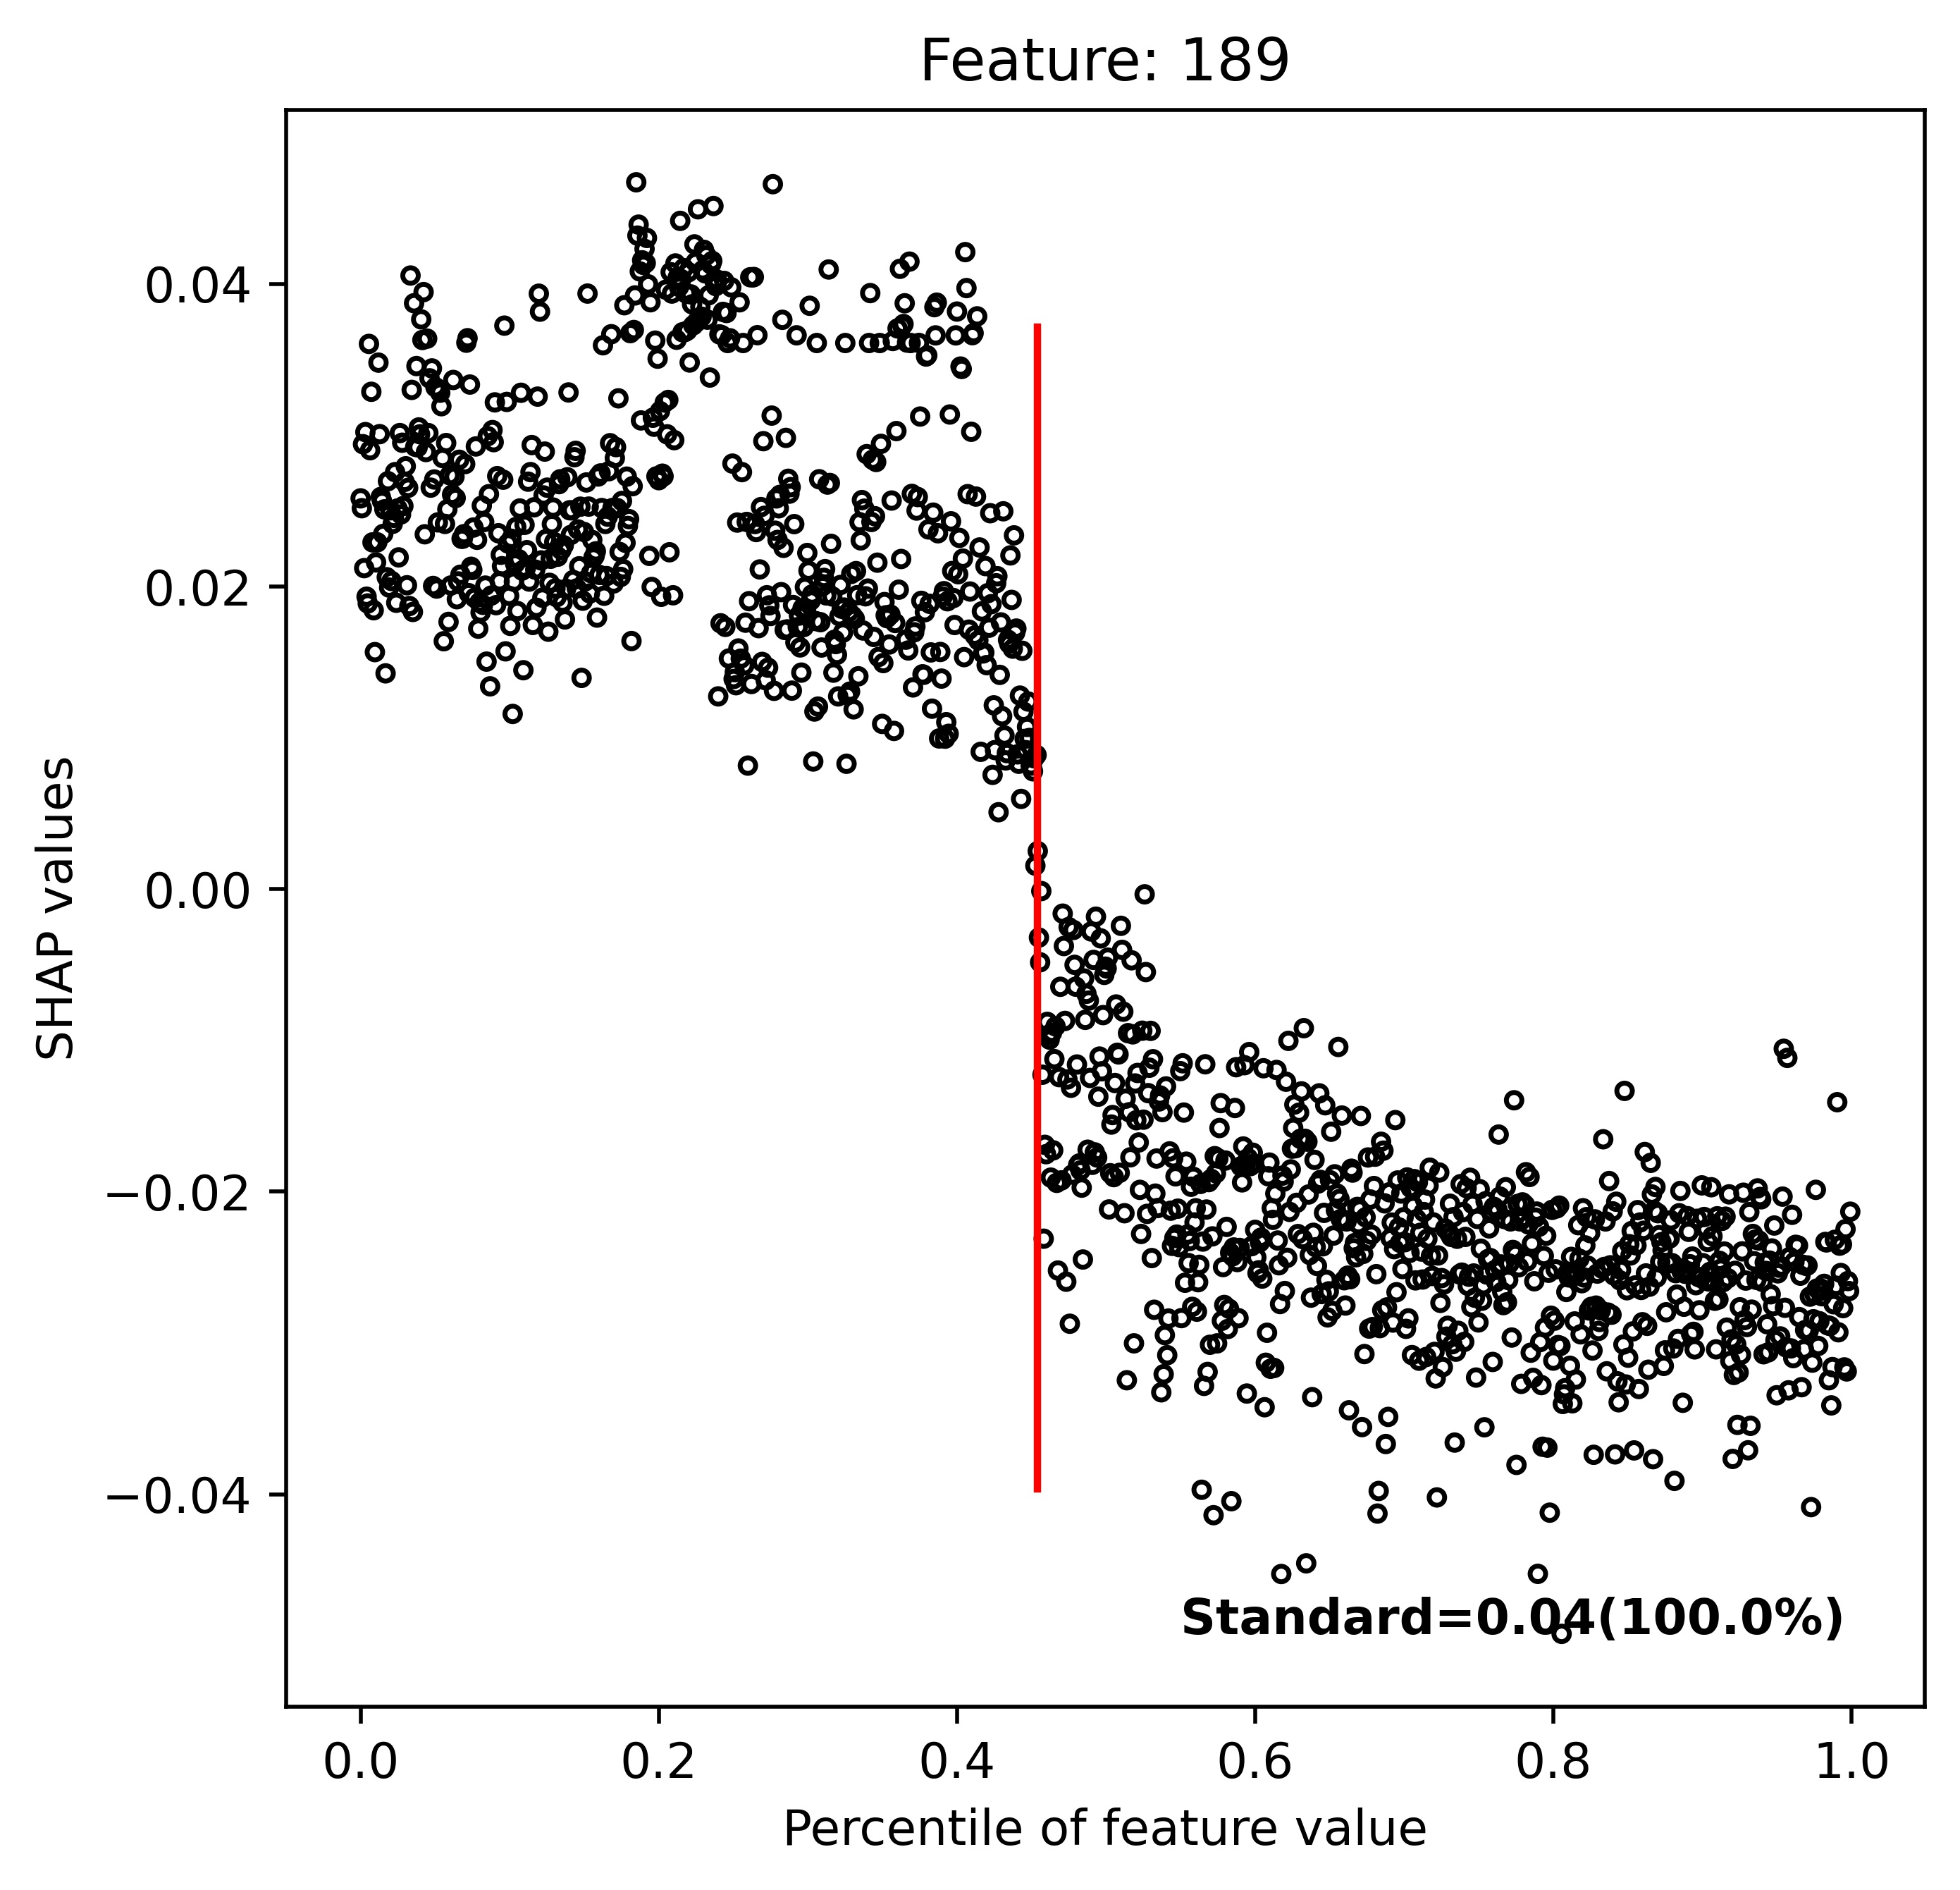 Feature: 189
0.04
0.02
0.00
−0.02
−0.04
SHAP values
Standard=0.04(100.0%)
0.0 0.2 0.4 0.6 0.8 1.0
Percentile of feature value